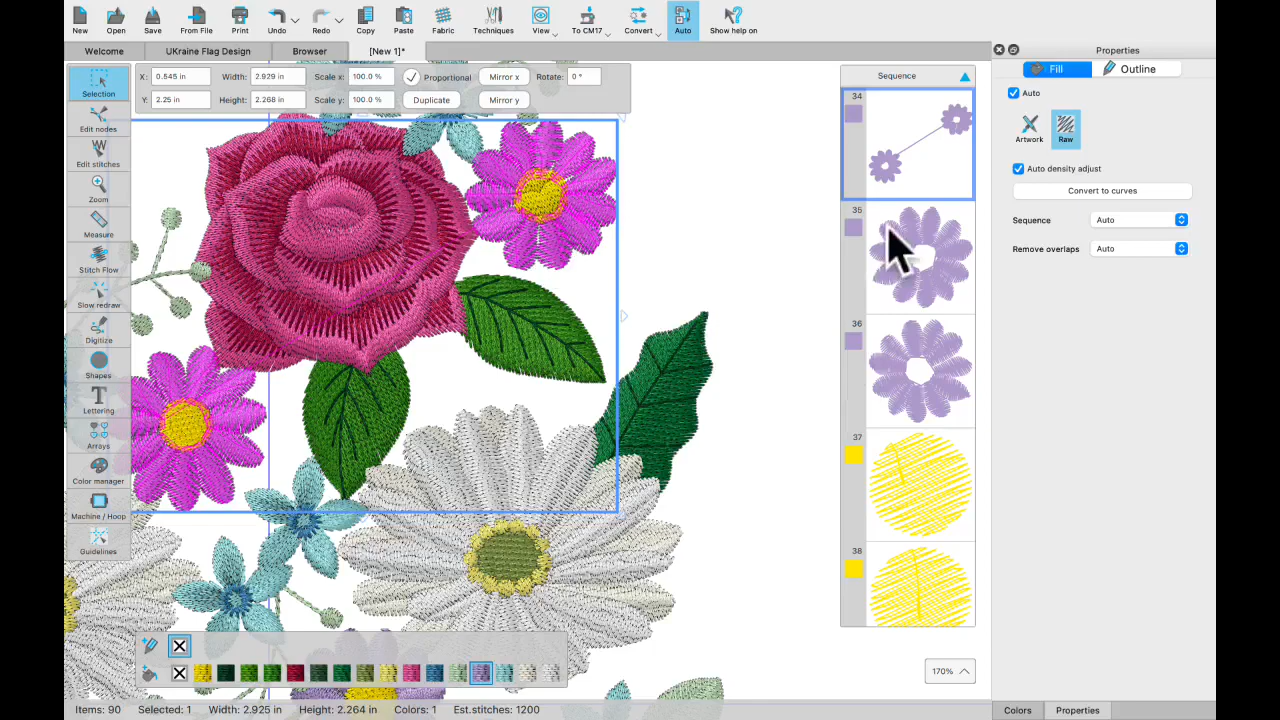 New Open Save From File Print Undo Redo Copy Paste Fabric Techniques View To CM17 Convert Auto Show help on
Welcome UKraine Flag Design Browser [New 1]*
Properties
Selection
Edit nodes
Edit stitches
Zoom
Measure
Stitch Flow
Slow redraw
Digitize
Shapes
Lettering
Arrays
Color manager
Machine / Hoop
Guidelines
X: 0.545 in Width: 2.929 in Scale x: 100.0 % Proportional Mirror x Rotate: 0 °
Y: 2.25 in Height: 2.268 in Scale y: 100.0 % Duplicate Mirror y
Sequence
34
35
36
37
38
170%
Fill Outline
Auto
Artwork Raw
Auto density adjust
Convert to curves
Sequence Auto
Remove overlaps Auto
Items: 90 Selected: 1 Width: 2.925 in Height: 2.264 in Colors: 1 Est.stitches: 1200
Colors Properties